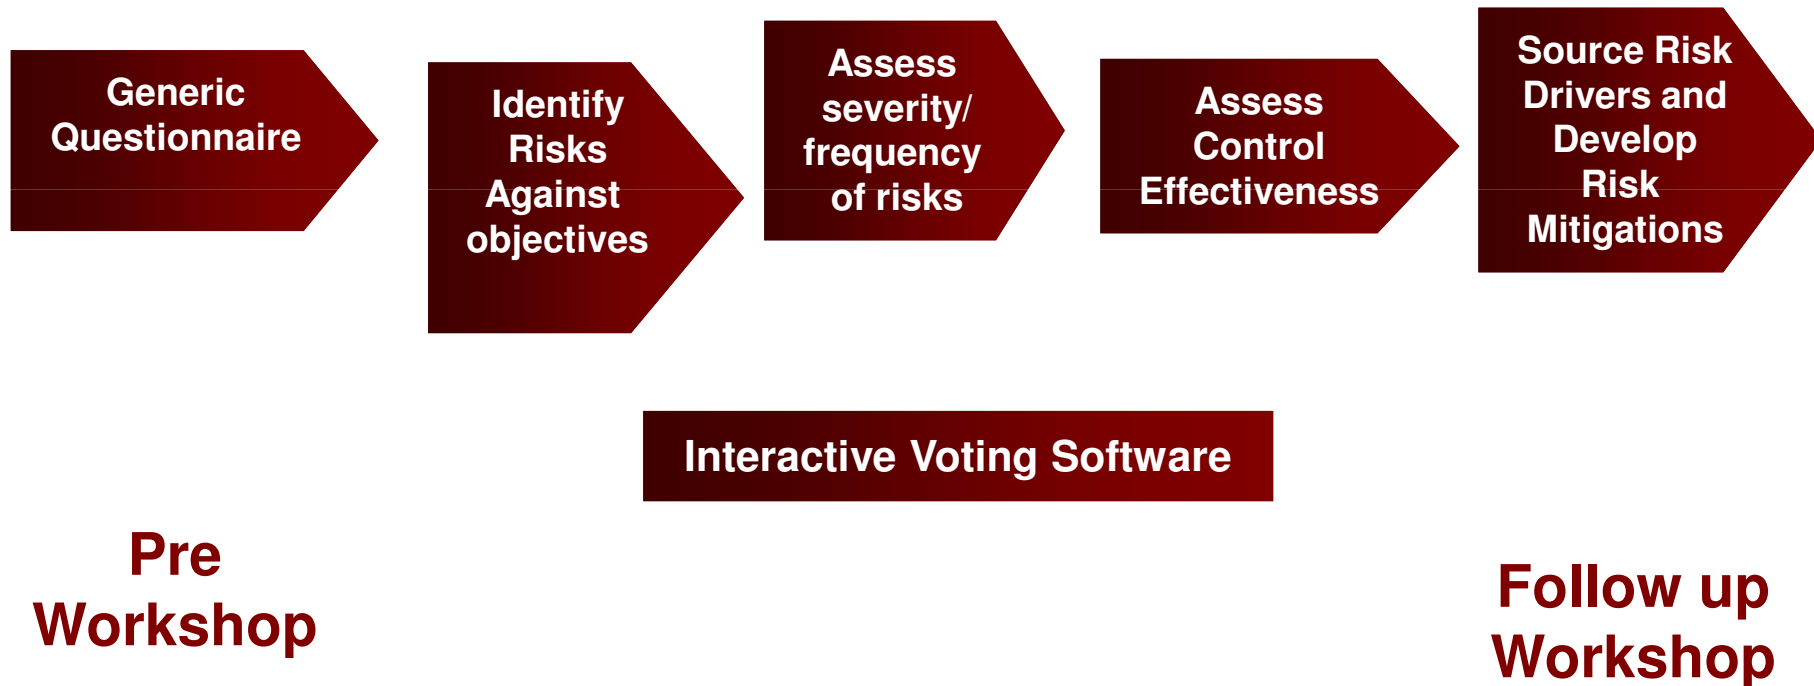 Generic
Questionnaire
Identify
Risks
Against
objectives
Assess
severity/
frequency
of risks
Assess
Control
Effectiveness
Source Risk
Drivers and
Develop
Risk
Mitigations
Interactive Voting Software
Pre
Workshop
Follow up
Workshop